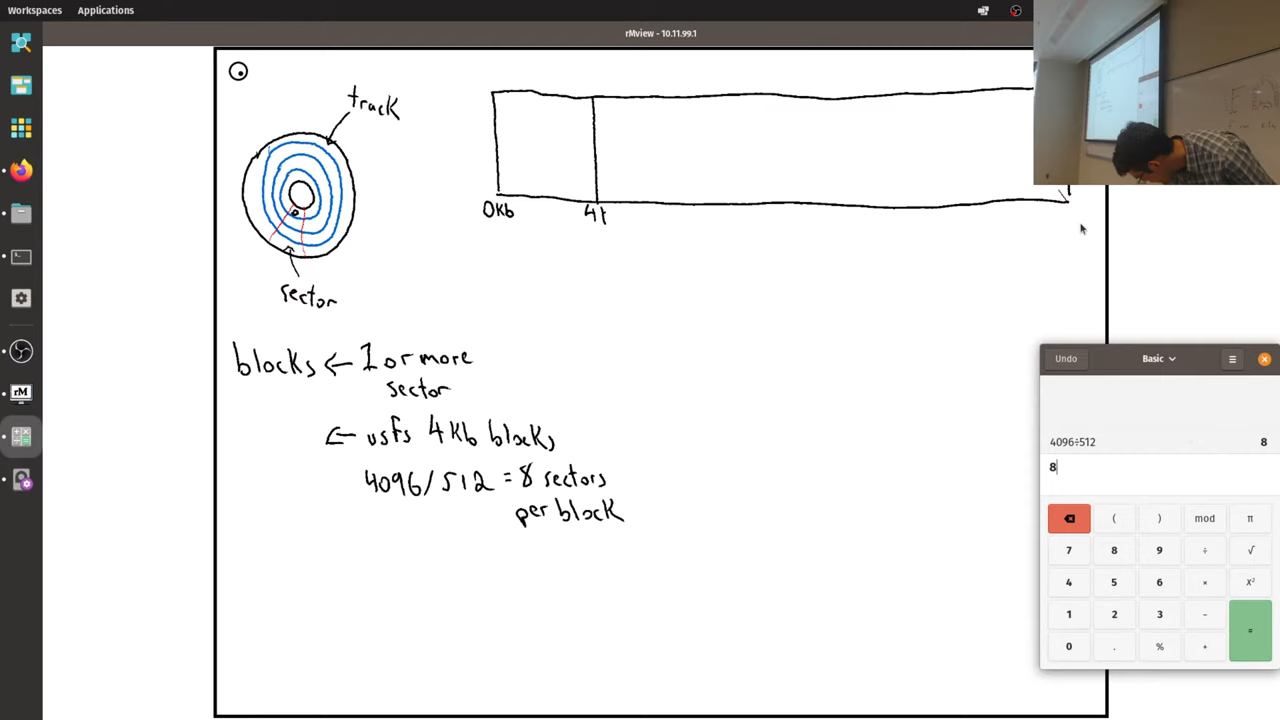 Workspaces Applications
rMview - 10.11.99.1
track
0Kb
sector
blocks ← 1 or more
sector
← usfs 4Kb blocks
4096/512 = 8 sectors
per block
Undo Basic
4096÷512 8
8
( ) mod π
7 8 9 ÷ √
4 5 6 × X²
1 2 3 − =
0 . % +
rM